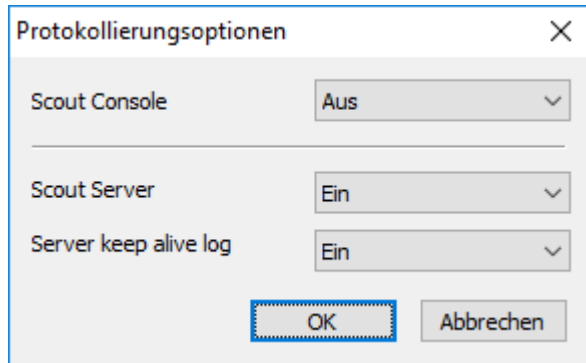 Protokollierungsoptionen
Scout Console Aus
Scout Server Ein
Server keep alive log Ein
OK Abbrechen